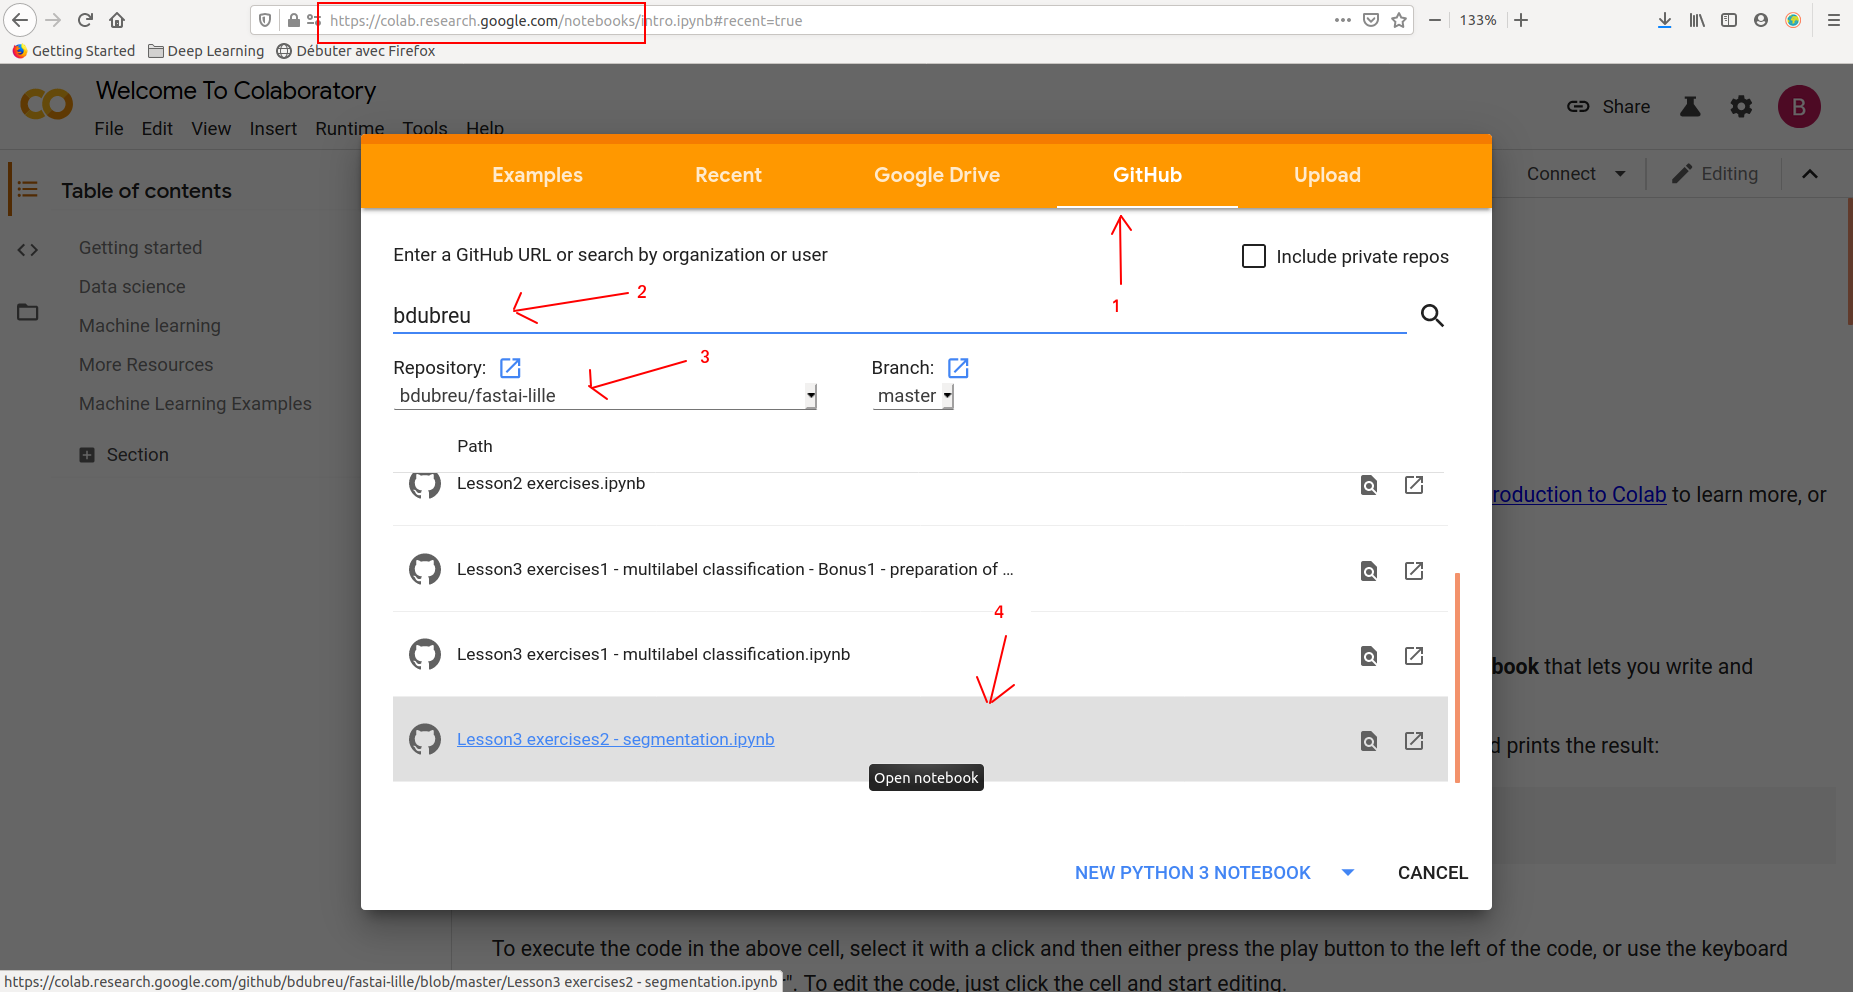 https://colab.research.google.com/notebooks/intro.ipynb#recent=true
133%
Getting Started
Deep Learning
Débuter avec Firefox
Welcome To Colaboratory
File Edit View Insert Runtime Tools Help
Share
B
Examples
Recent
Google Drive
GitHub
Upload
Connect
Editing
Table of contents
Getting started
Data science
Machine learning
More Resources
Machine Learning Examples
Section
Enter a GitHub URL or search by organization or user
Include private repos
1
bdubreu
2
Repository:
3
Branch:
bdubreu/fastai-lille
master
Path
Lesson2 exercises.ipynb
Lesson3 exercises1 - multilabel classification - Bonus1 - preparation of ...
4
Lesson3 exercises1 - multilabel classification.ipynb
Lesson3 exercises2 - segmentation.ipynb
Open notebook
NEW PYTHON 3 NOTEBOOK
CANCEL
roduction to Colab to learn more, or
book that lets you write and
d prints the result:
To execute the code in the above cell, select it with a click and then either press the play button to the left of the code, or use the keyboard
". To edit the code, just click the cell and start editing.
https://colab.research.google.com/github/bdubreu/fastai-lille/blob/master/Lesson3 exercises2 - segmentation.ipynb